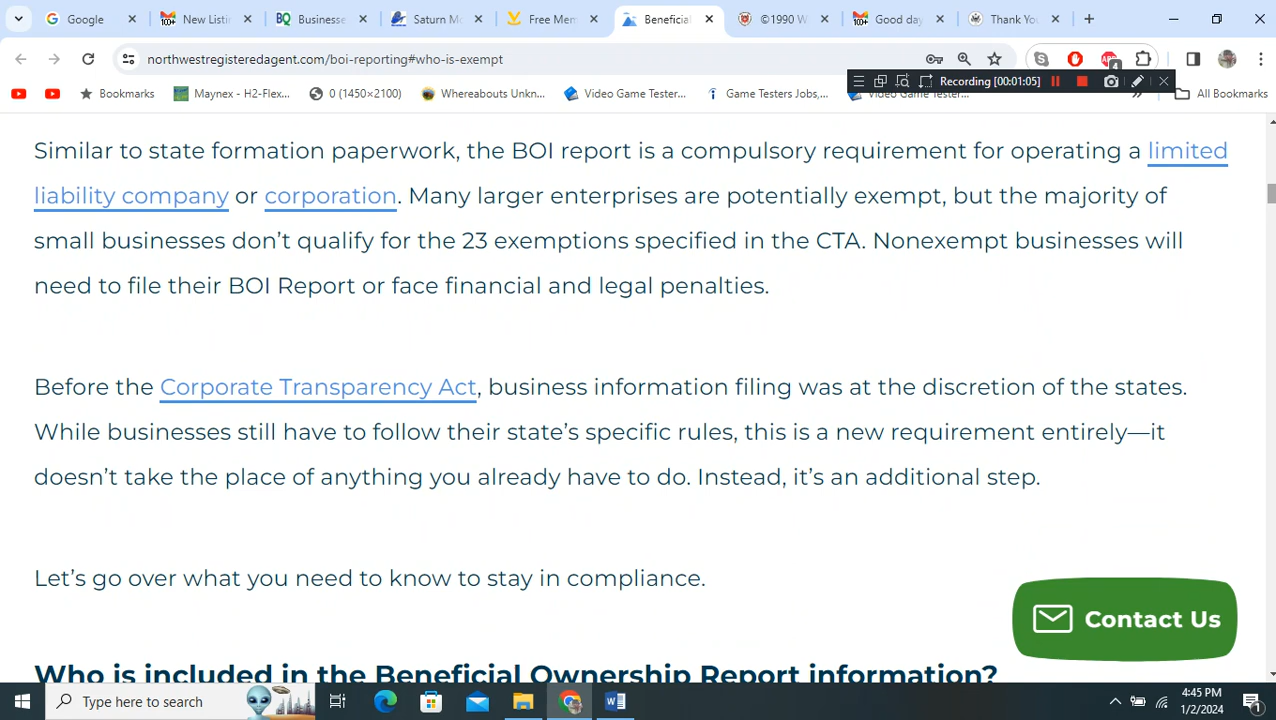 Google
New Listin
Business
Saturn M
Free Mem
Beneficial
©1990 W
Good day
Thank You
northwestregisteredagent.com/boi-reporting#who-is-exempt
Recording [00:01:05]
Bookmarks
Maynex - H2-Flex...
0 (1450×2100)
Whereabouts Unkn...
Video Game Tester...
Game Testers Jobs,...
Video Game Tester...
»
All Bookmarks
Similar to state formation paperwork, the BOI report is a compulsory requirement for operating a limited
liability company or corporation. Many larger enterprises are potentially exempt, but the majority of
small businesses don’t qualify for the 23 exemptions specified in the CTA. Nonexempt businesses will
need to file their BOI Report or face financial and legal penalties.
Before the Corporate Transparency Act, business information filing was at the discretion of the states.
While businesses still have to follow their state’s specific rules, this is a new requirement entirely—it
doesn’t take the place of anything you already have to do. Instead, it’s an additional step.
Let’s go over what you need to know to stay in compliance.
Contact Us
Who is included in the Beneficial Ownership Report information?
Type here to search
4:45 PM
1/2/2024